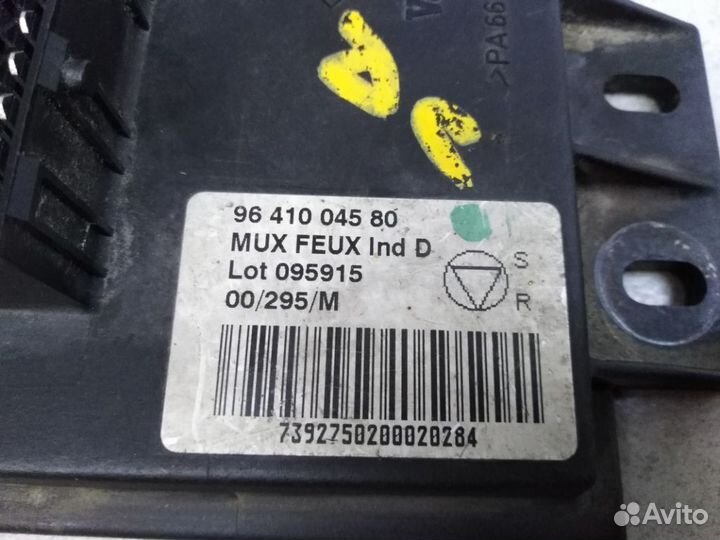 >PA66
96 410 045 80
MUX FEUX Ind D
Lot 095915
00/295/M
S
R
7392750200020284
Avito